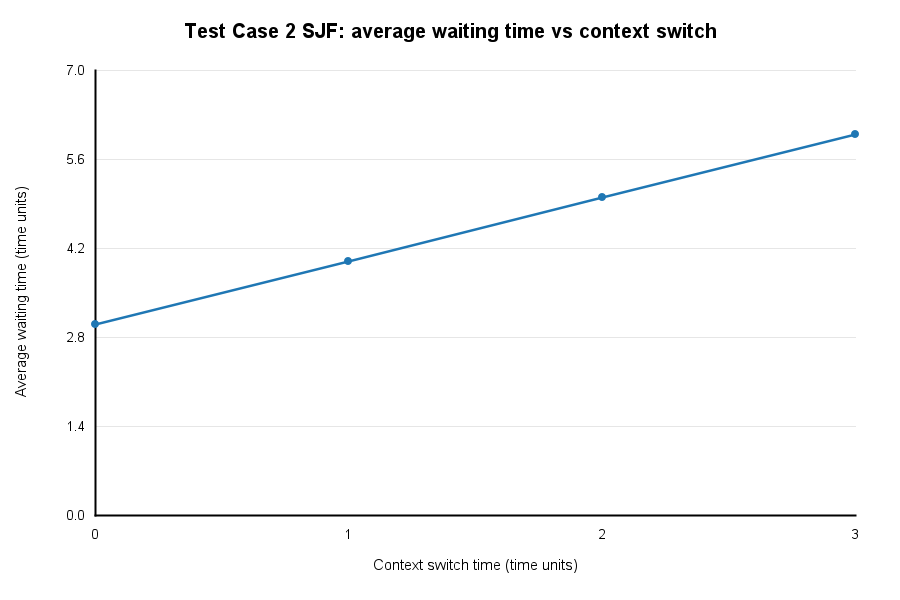 Test Case 2 SJF: average waiting time vs context switch
7.0
5.6
4.2
2.8
1.4
0.0
Average waiting time (time units)
0 1 2 3
Context switch time (time units)